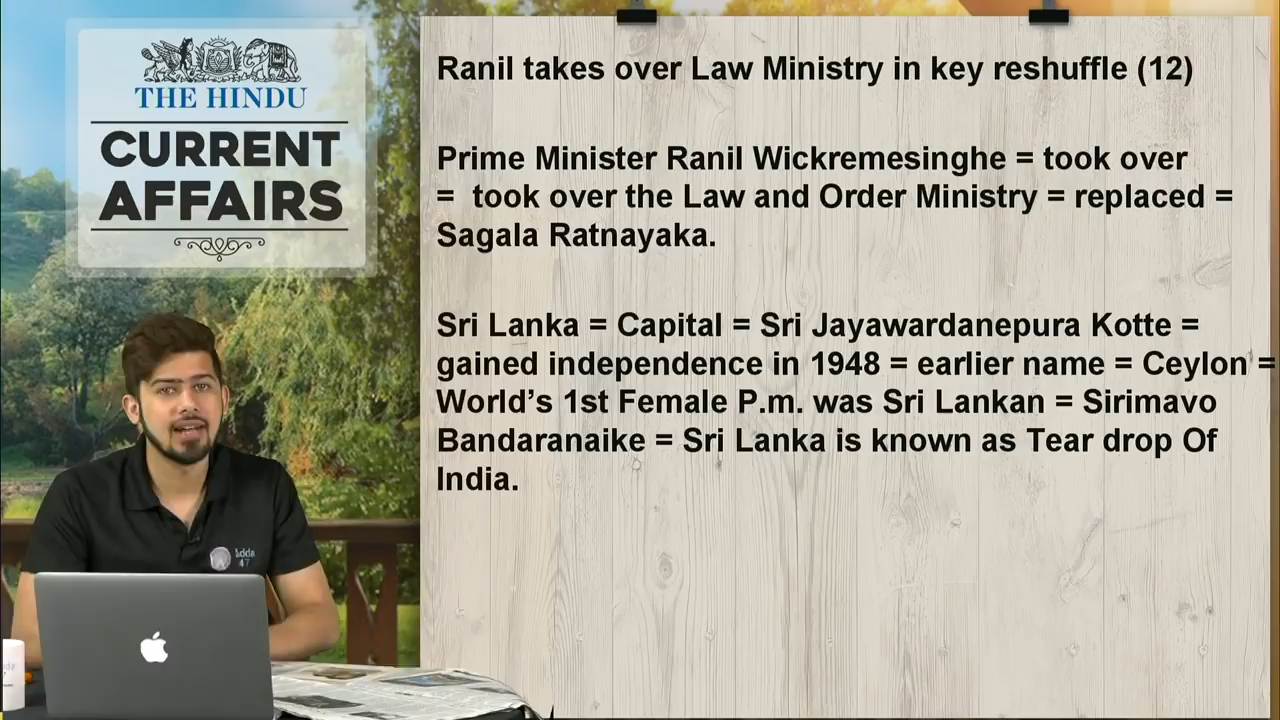 THE HINDU
CURRENT
AFFAIRS
Ranil takes over Law Ministry in key reshuffle (12)
Prime Minister Ranil Wickremesinghe = took over
=  took over the Law and Order Ministry = replaced =
Sagala Ratnayaka.
Sri Lanka = Capital = Sri Jayawardanepura Kotte =
gained independence in 1948 = earlier name = Ceylon =
World’s 1st Female P.m. was Sri Lankan = Sirimavo
Bandaranaike = Sri Lanka is known as Tear drop Of
India.